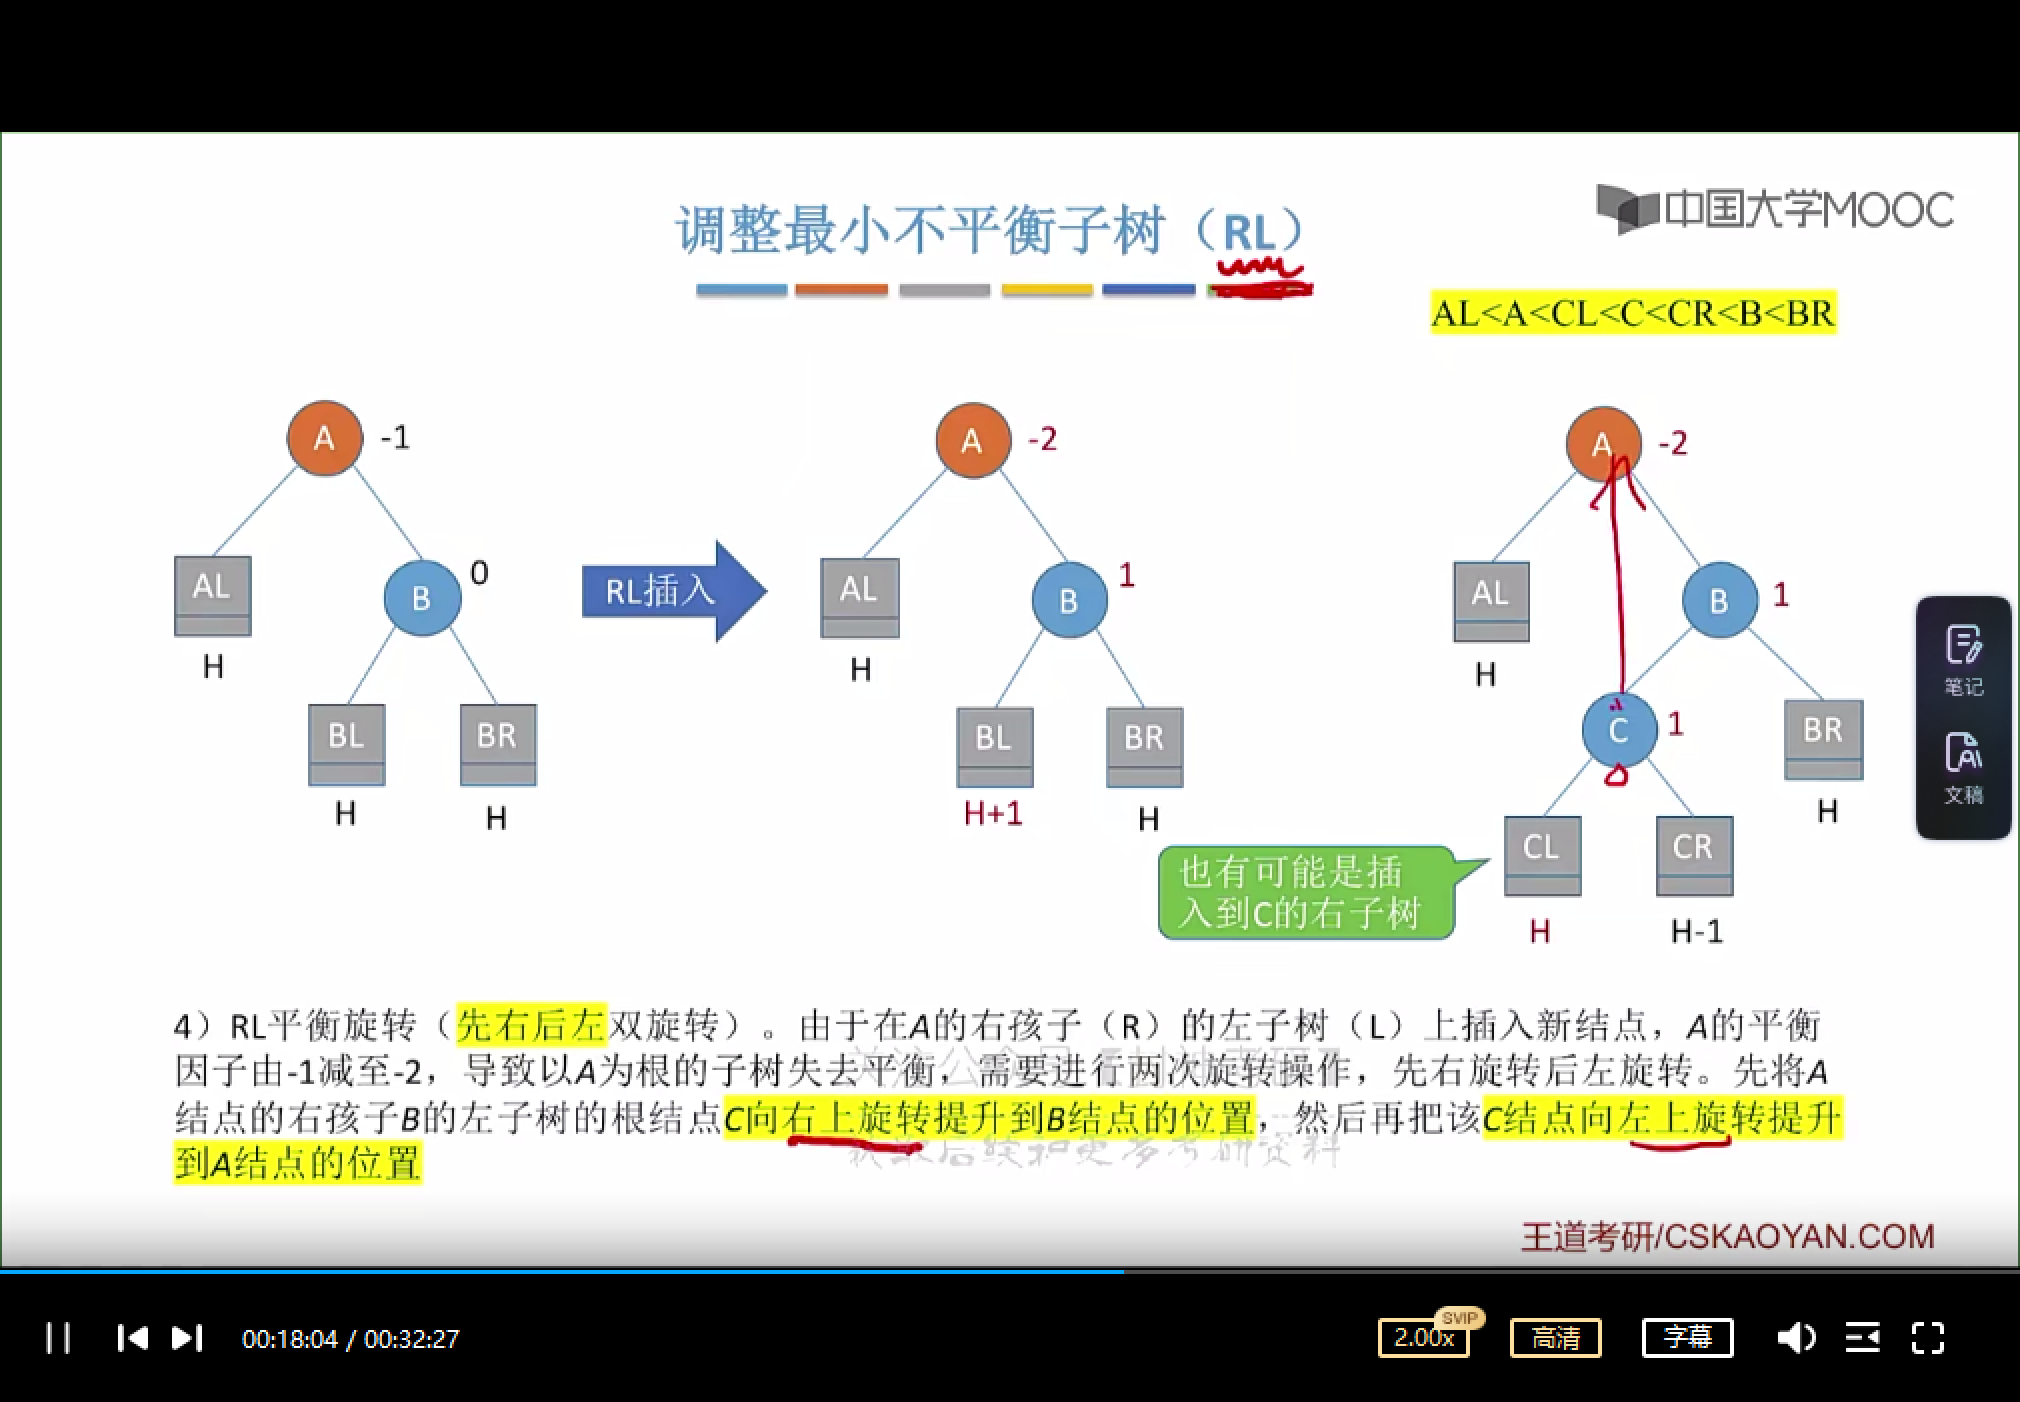 中国大学MOOC
调整最小不平衡子树（RL）
AL<A<CL<C<CR<B<BR
A -1
AL
H
B 0
BL
H
BR
H
RL插入
A -2
AL
H
B 1
BL
H+1
BR
H
A -2
AL
H
B 1
C 1
BR
H
CL
H
CR
H-1
也有可能是插
入到C的右子树
4）RL平衡旋转（先右后左双旋转）。由于在A的右孩子（R）的左子树（L）上插入新结点，A的平衡
因子由-1减至-2，导致以A为根的子树失去平衡，需要进行两次旋转操作，先右旋转后左旋转。先将A
结点的右孩子B的左子树的根结点C向右上旋转提升到B结点的位置，然后再把该C结点向左上旋转提升
到A结点的位置
王道考研/CSKAOYAN.COM
笔记
文稿
00:18:04 / 00:32:27
2.00x
SVIP
高清
字幕